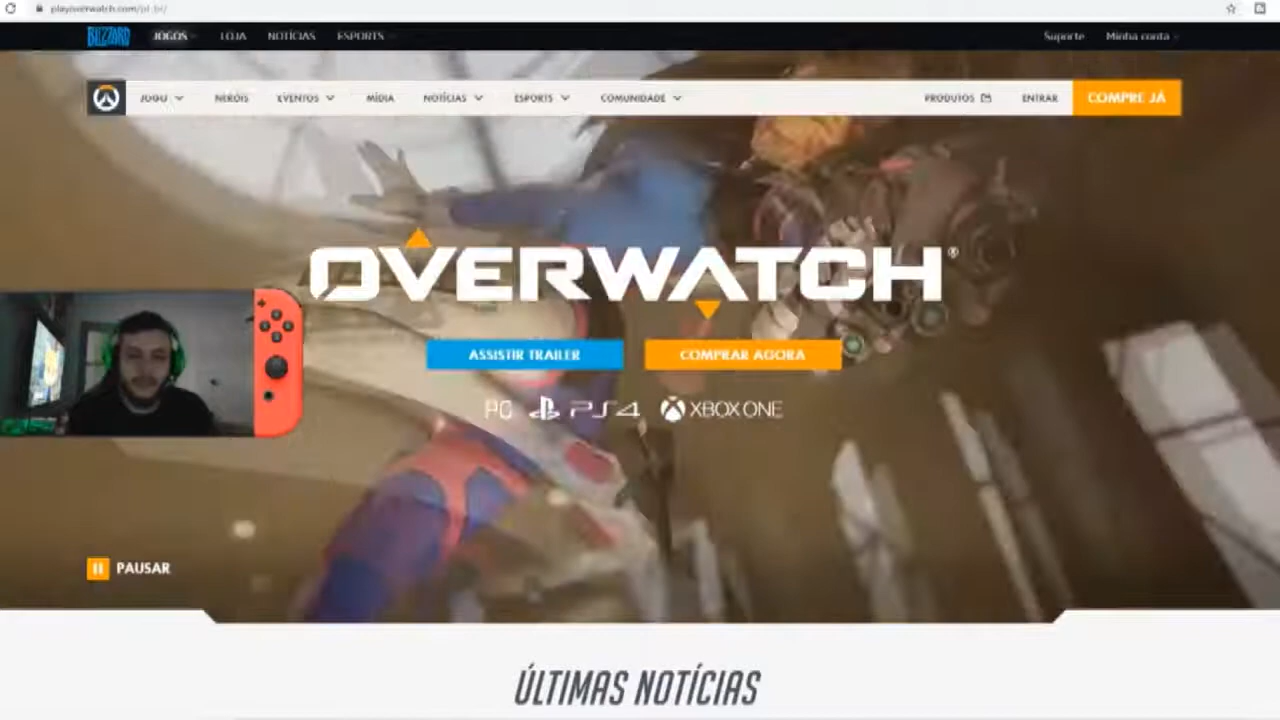 playoverwatch.com/pt-br/
BLIZZARD JOGOS LOJA NOTÍCIAS ESPORTS Suporte Minha conta
JOGO HERÓIS EVENTOS MÍDIA NOTÍCIAS ESPORTS COMUNIDADE PRODUTOS ENTRAR COMPRE JÁ
OVERWATCH®
ASSISTIR TRAILER COMPRAR AGORA
PC PS4 XBOX ONE
PAUSAR
ÚLTIMAS NOTÍCIAS